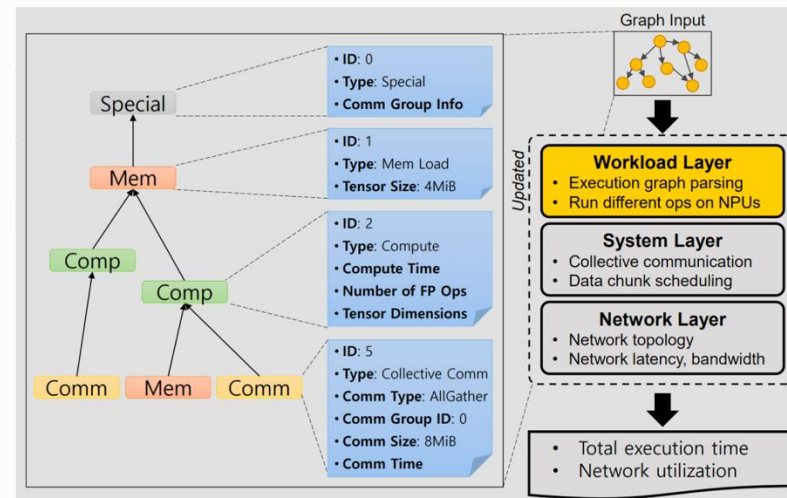 Graph Input
• ID: 0
• Type: Special
• Comm Group Info
Special
• ID: 1
• Type: Mem Load
• Tensor Size: 4MiB
Mem
• ID: 2
• Type: Compute
• Compute Time
• Number of FP Ops
• Tensor Dimensions
Comp
Comp
• ID: 5
• Type: Collective Comm
• Comm Type: AllGather
• Comm Group ID: 0
• Comm Size: 8MiB
• Comm Time
Comm
Mem
Comm
Updated
Workload Layer
• Execution graph parsing
• Run different ops on NPUs
System Layer
• Collective communication
• Data chunk scheduling
Network Layer
• Network topology
• Network latency, bandwidth
• Total execution time
• Network utilization